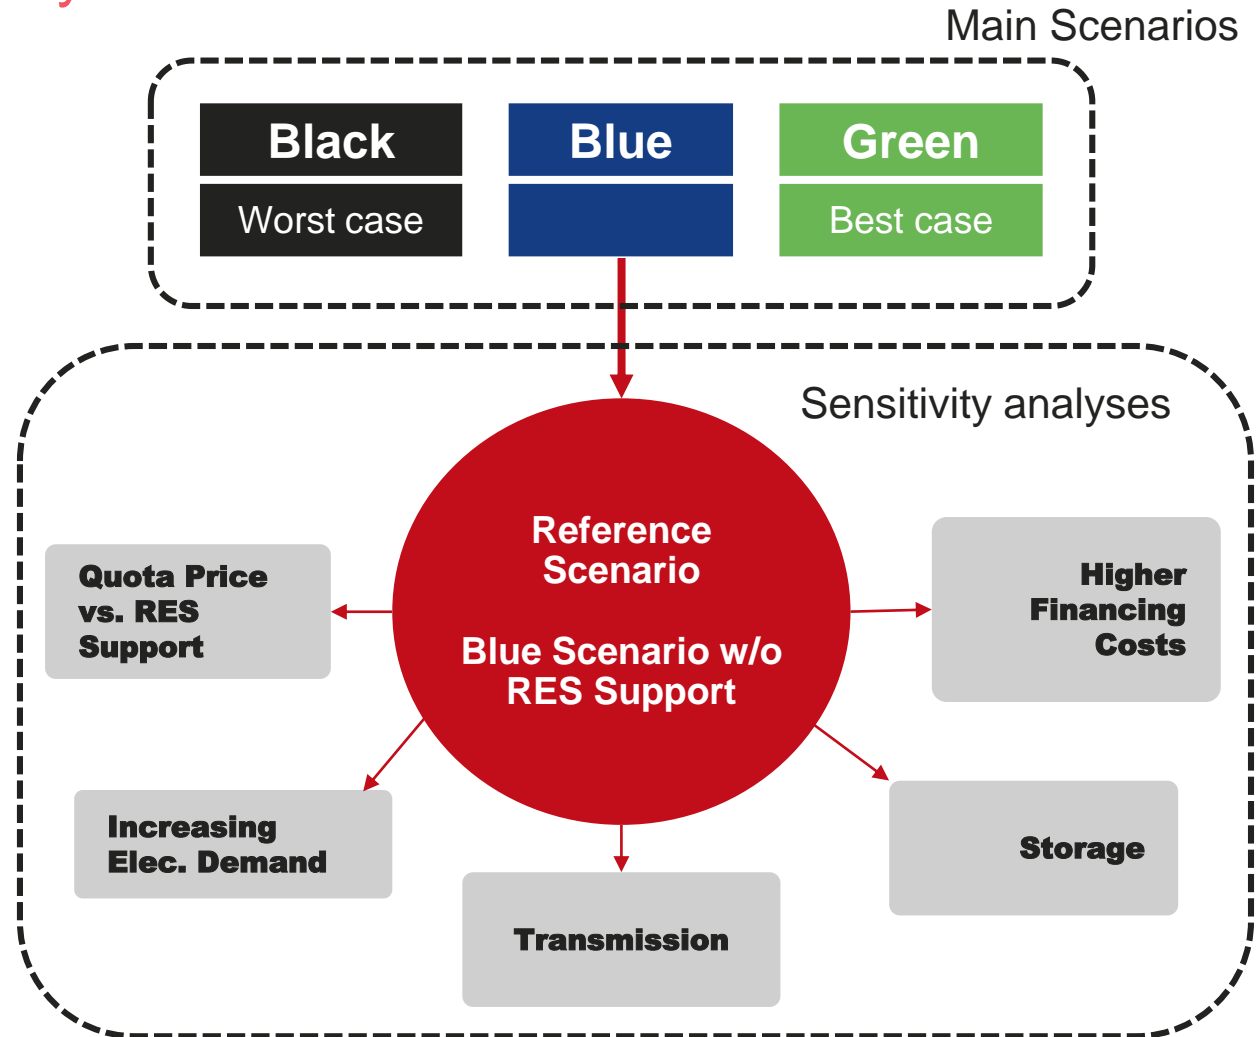 Main Scenarios
Black
Blue
Green
Worst case
Best case
Sensitivity analyses
Reference
Scenario
Blue Scenario w/o
RES Support
Quota Price
vs. RES
Support
Higher
Financing
Costs
Increasing
Elec. Demand
Storage
Transmission